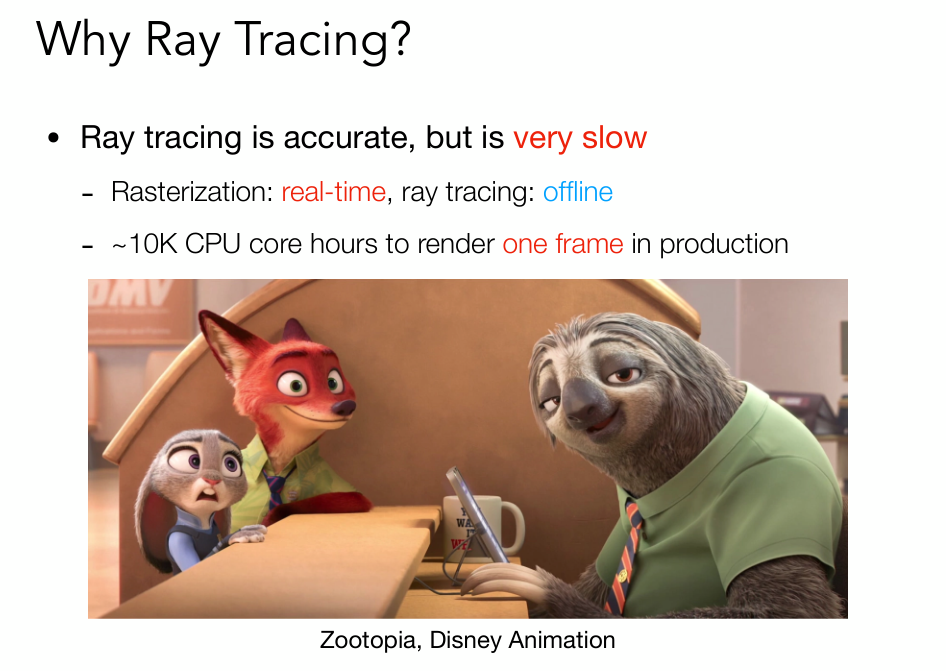 Why Ray Tracing?
• Ray tracing is accurate, but is very slow
- Rasterization: real-time, ray tracing: offline
- ~10K CPU core hours to render one frame in production
DMV
WA
Zootopia, Disney Animation